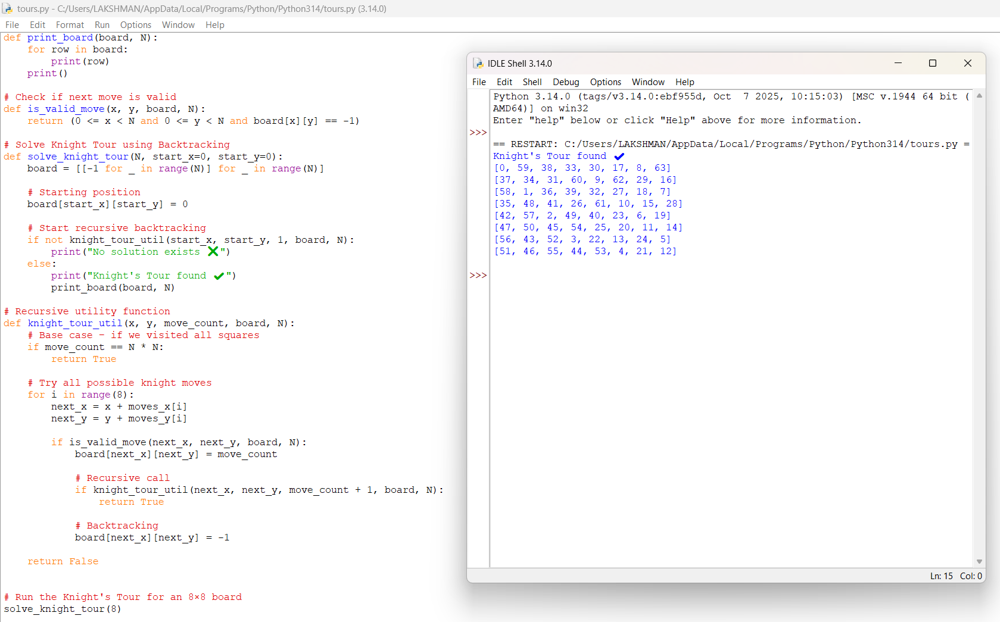 tours.py - C:/Users/LAKSHMAN/AppData/Local/Programs/Python/Python314/tours.py (3.14.0)
File Edit Format Run Options Window Help
def print_board(board, N):
    for row in board:
        print(row)
    print()

# Check if next move is valid
def is_valid_move(x, y, board, N):
    return (0 <= x < N and 0 <= y < N and board[x][y] == -1)

# Solve Knight Tour using Backtracking
def solve_knight_tour(N, start_x=0, start_y=0):
    board = [[-1 for _ in range(N)] for _ in range(N)]

    # Starting position
    board[start_x][start_y] = 0

    # Start recursive backtracking
    if not knight_tour_util(start_x, start_y, 1, board, N):
        print("No solution exists ❌")
    else:
        print("Knight's Tour found ✔")
        print_board(board, N)

# Recursive utility function
def knight_tour_util(x, y, move_count, board, N):
    # Base case - if we visited all squares
    if move_count == N * N:
        return True

    # Try all possible knight moves
    for i in range(8):
        next_x = x + moves_x[i]
        next_y = y + moves_y[i]

        if is_valid_move(next_x, next_y, board, N):
            board[next_x][next_y] = move_count

            # Recursive call
            if knight_tour_util(next_x, next_y, move_count + 1, board, N):
                return True

            # Backtracking
            board[next_x][next_y] = -1

    return False

# Run the Knight's Tour for an 8×8 board
solve_knight_tour(8)
IDLE Shell 3.14.0
File Edit Shell Debug Options Window Help
Python 3.14.0 (tags/v3.14.0:ebf955d, Oct  7 2025, 10:15:03) [MSC v.1944 64 bit (
AMD64)] on win32
Enter "help" below or click "Help" above for more information.
>>>
== RESTART: C:/Users/LAKSHMAN/AppData/Local/Programs/Python/Python314/tours.py =
Knight's Tour found ✔
[0, 59, 38, 33, 30, 17, 8, 63]
[37, 34, 31, 60, 9, 62, 29, 16]
[58, 1, 36, 39, 32, 27, 18, 7]
[35, 48, 41, 26, 61, 10, 15, 28]
[42, 57, 2, 49, 40, 23, 6, 19]
[47, 50, 45, 54, 25, 20, 11, 14]
[56, 43, 52, 3, 22, 13, 24, 5]
[51, 46, 55, 44, 53, 4, 21, 12]
>>>
Ln: 15 Col: 0